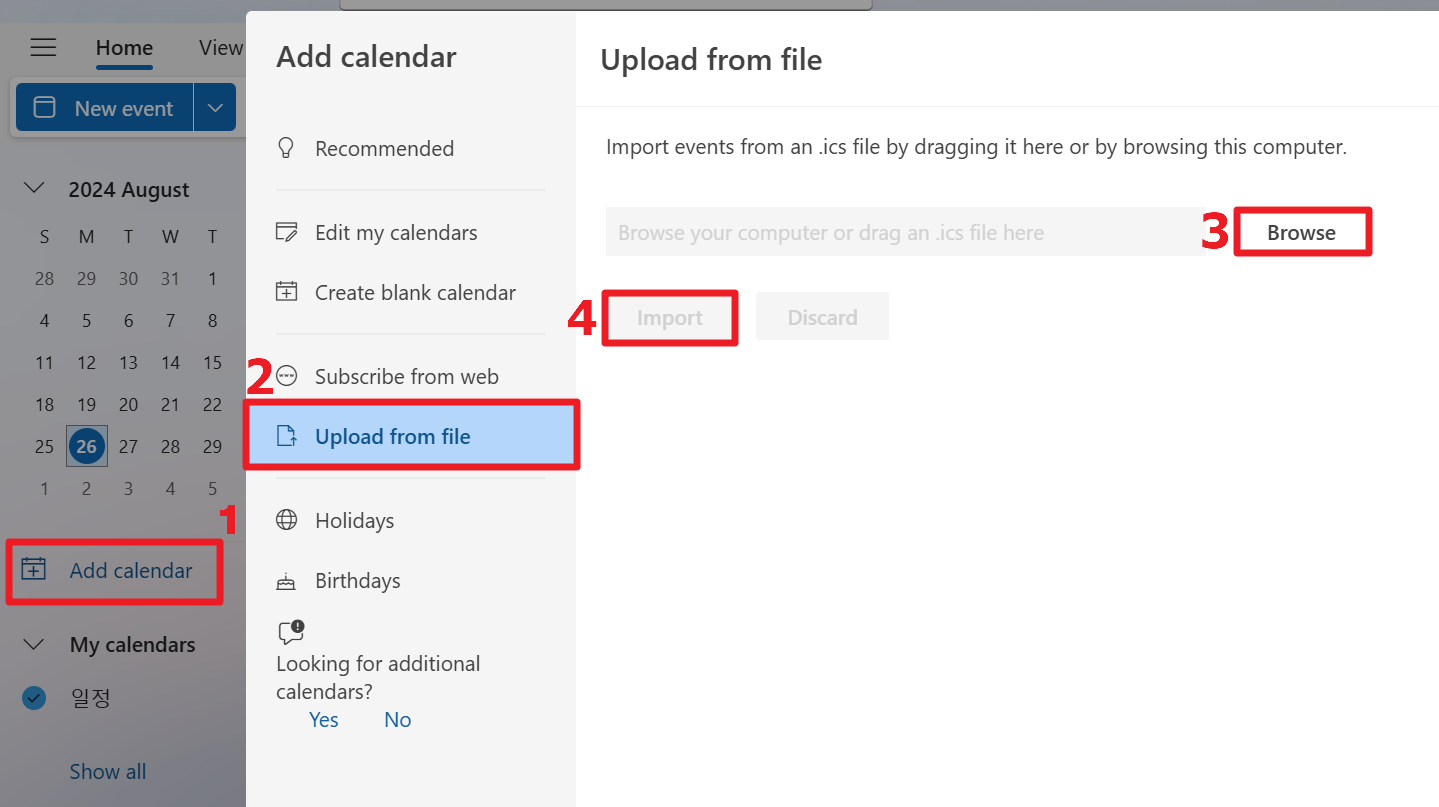 Home View
New event
2024 August
S M T W T
28 29 30 31 1
4 5 6 7 8
11 12 13 14 15
18 19 20 21 22
25 26 27 28 29
1 2 3 4 5
1
Add calendar
My calendars
일정
Show all
Add calendar
Recommended
Edit my calendars
Create blank calendar
Subscribe from web
2
Upload from file
Holidays
Birthdays
Looking for additional
calendars?
Yes No
Upload from file
Import events from an .ics file by dragging it here or by browsing this computer.
Browse your computer or drag an .ics file here
3 Browse
4 Import Discard